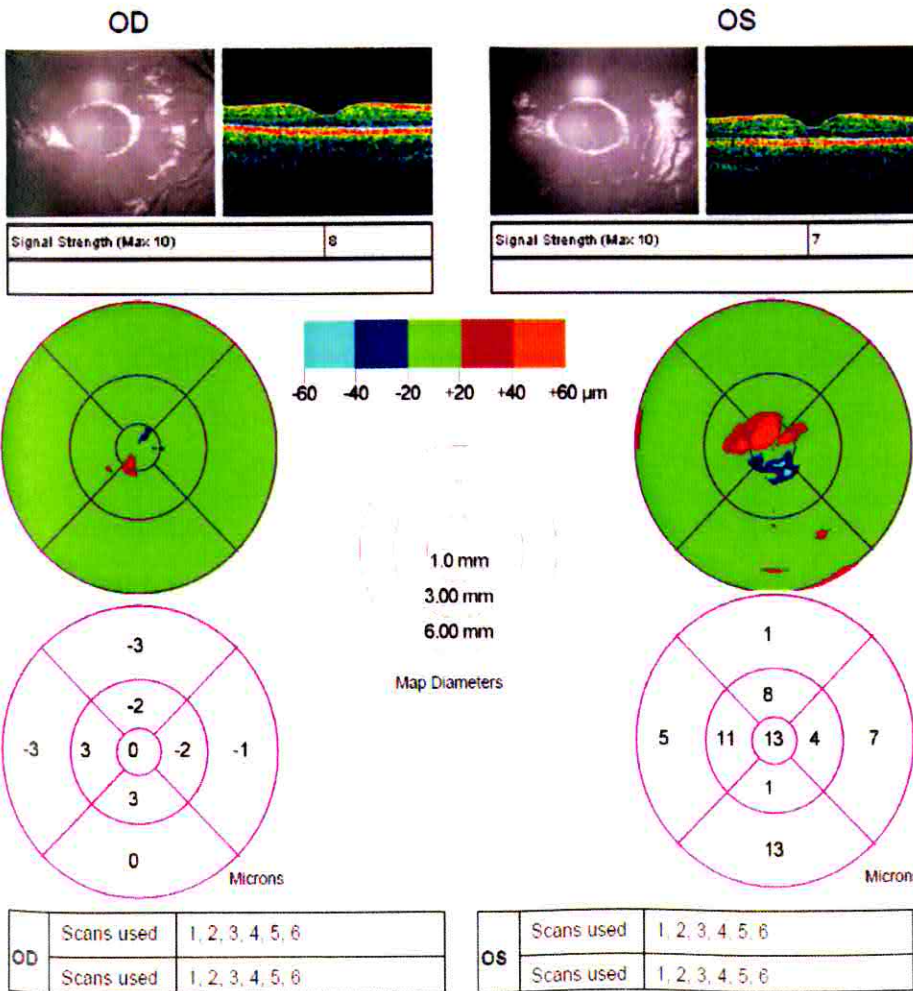 OD OS
Signal Strength (Max 10) 8
Signal Strength (Max 10) 7
-60 -40 -20 +20 +40 +60 µm
1.0 mm
3.00 mm
6.00 mm
Map Diameters
-3
-2
-3 3 0 -2 -1
3
0
Microns
1
8
5 11 13 4 7
1
13
Microns
OD
Scans used 1, 2, 3, 4, 5, 6
Scans used 1, 2, 3, 4, 5, 6
OS
Scans used 1, 2, 3, 4, 5, 6
Scans used 1, 2, 3, 4, 5, 6